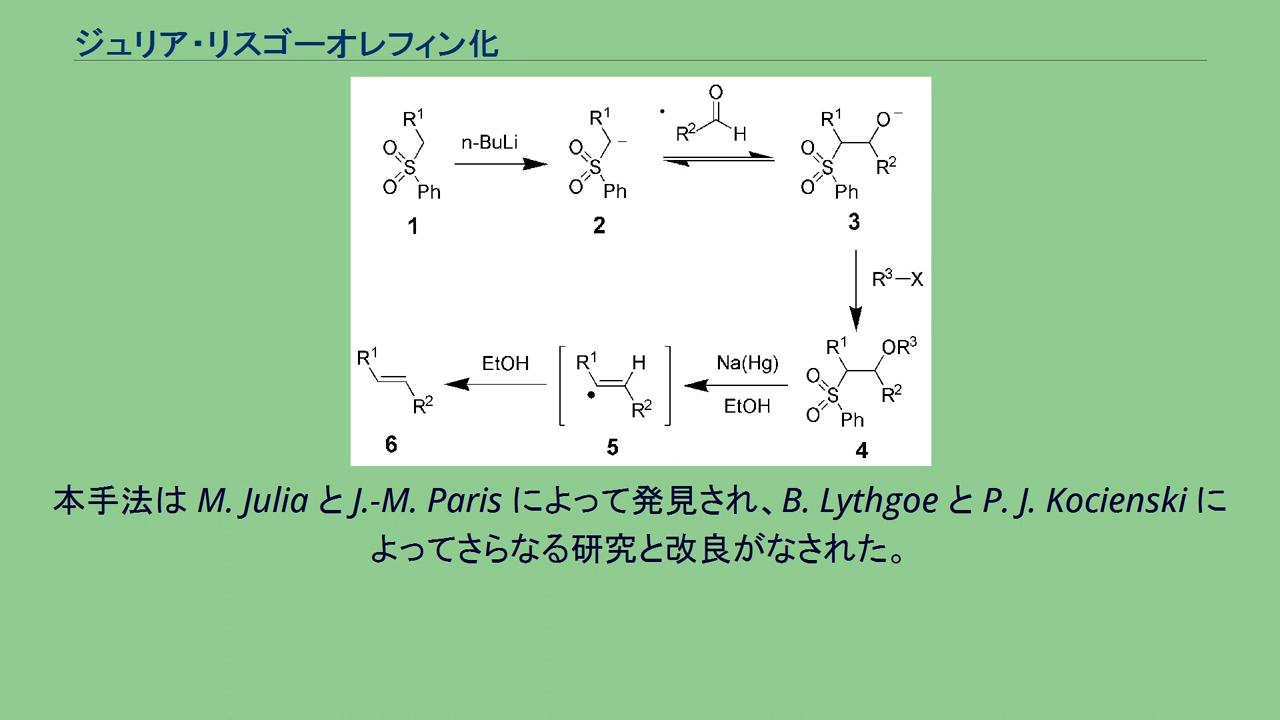 ジュリア・リスゴーオレフィン化
R¹ O O S Ph 1
n-BuLi
R¹ O O S Ph − 2
O R² H
R¹ O− O O S R² Ph 3
R³—X
R¹ OR³ O O S R² Ph 4
Na(Hg)
EtOH
R¹ H R² 5
EtOH
R¹ R² 6
本手法は M. Julia と J.-M. Paris によって発見され、B. Lythgoe と P. J. Kocienski に
よってさらなる研究と改良がなされた。